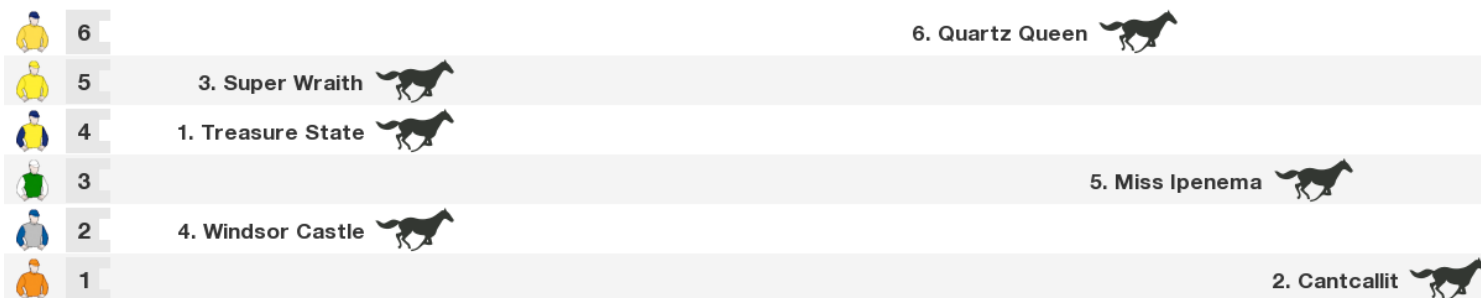 6 6. Quartz Queen
5 3. Super Wraith
4 1. Treasure State
3 5. Miss Ipenema
2 4. Windsor Castle
1 2. Cantcallit